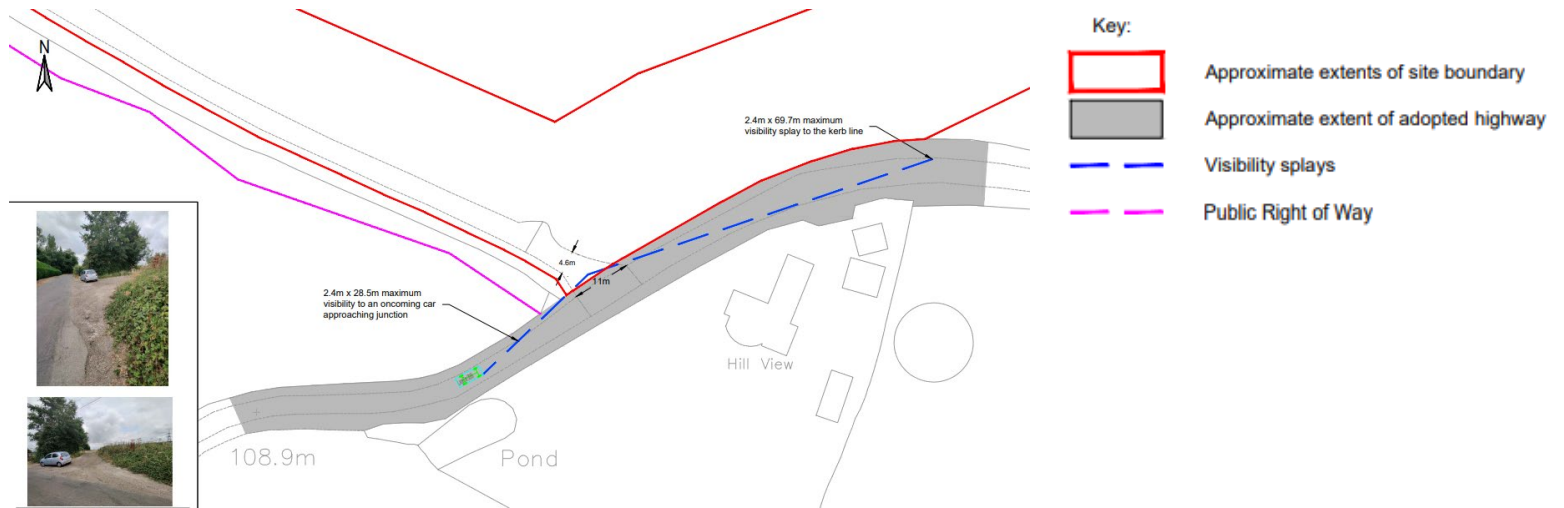 N
2.4m x 69.7m maximum
visibility splay to the kerb line
4.6m
11m
2.4m x 28.5m maximum
visibility to an oncoming car
approaching junction
Hill View
108.9m
Pond
Key:
Approximate extents of site boundary
Approximate extent of adopted highway
Visibility splays
Public Right of Way